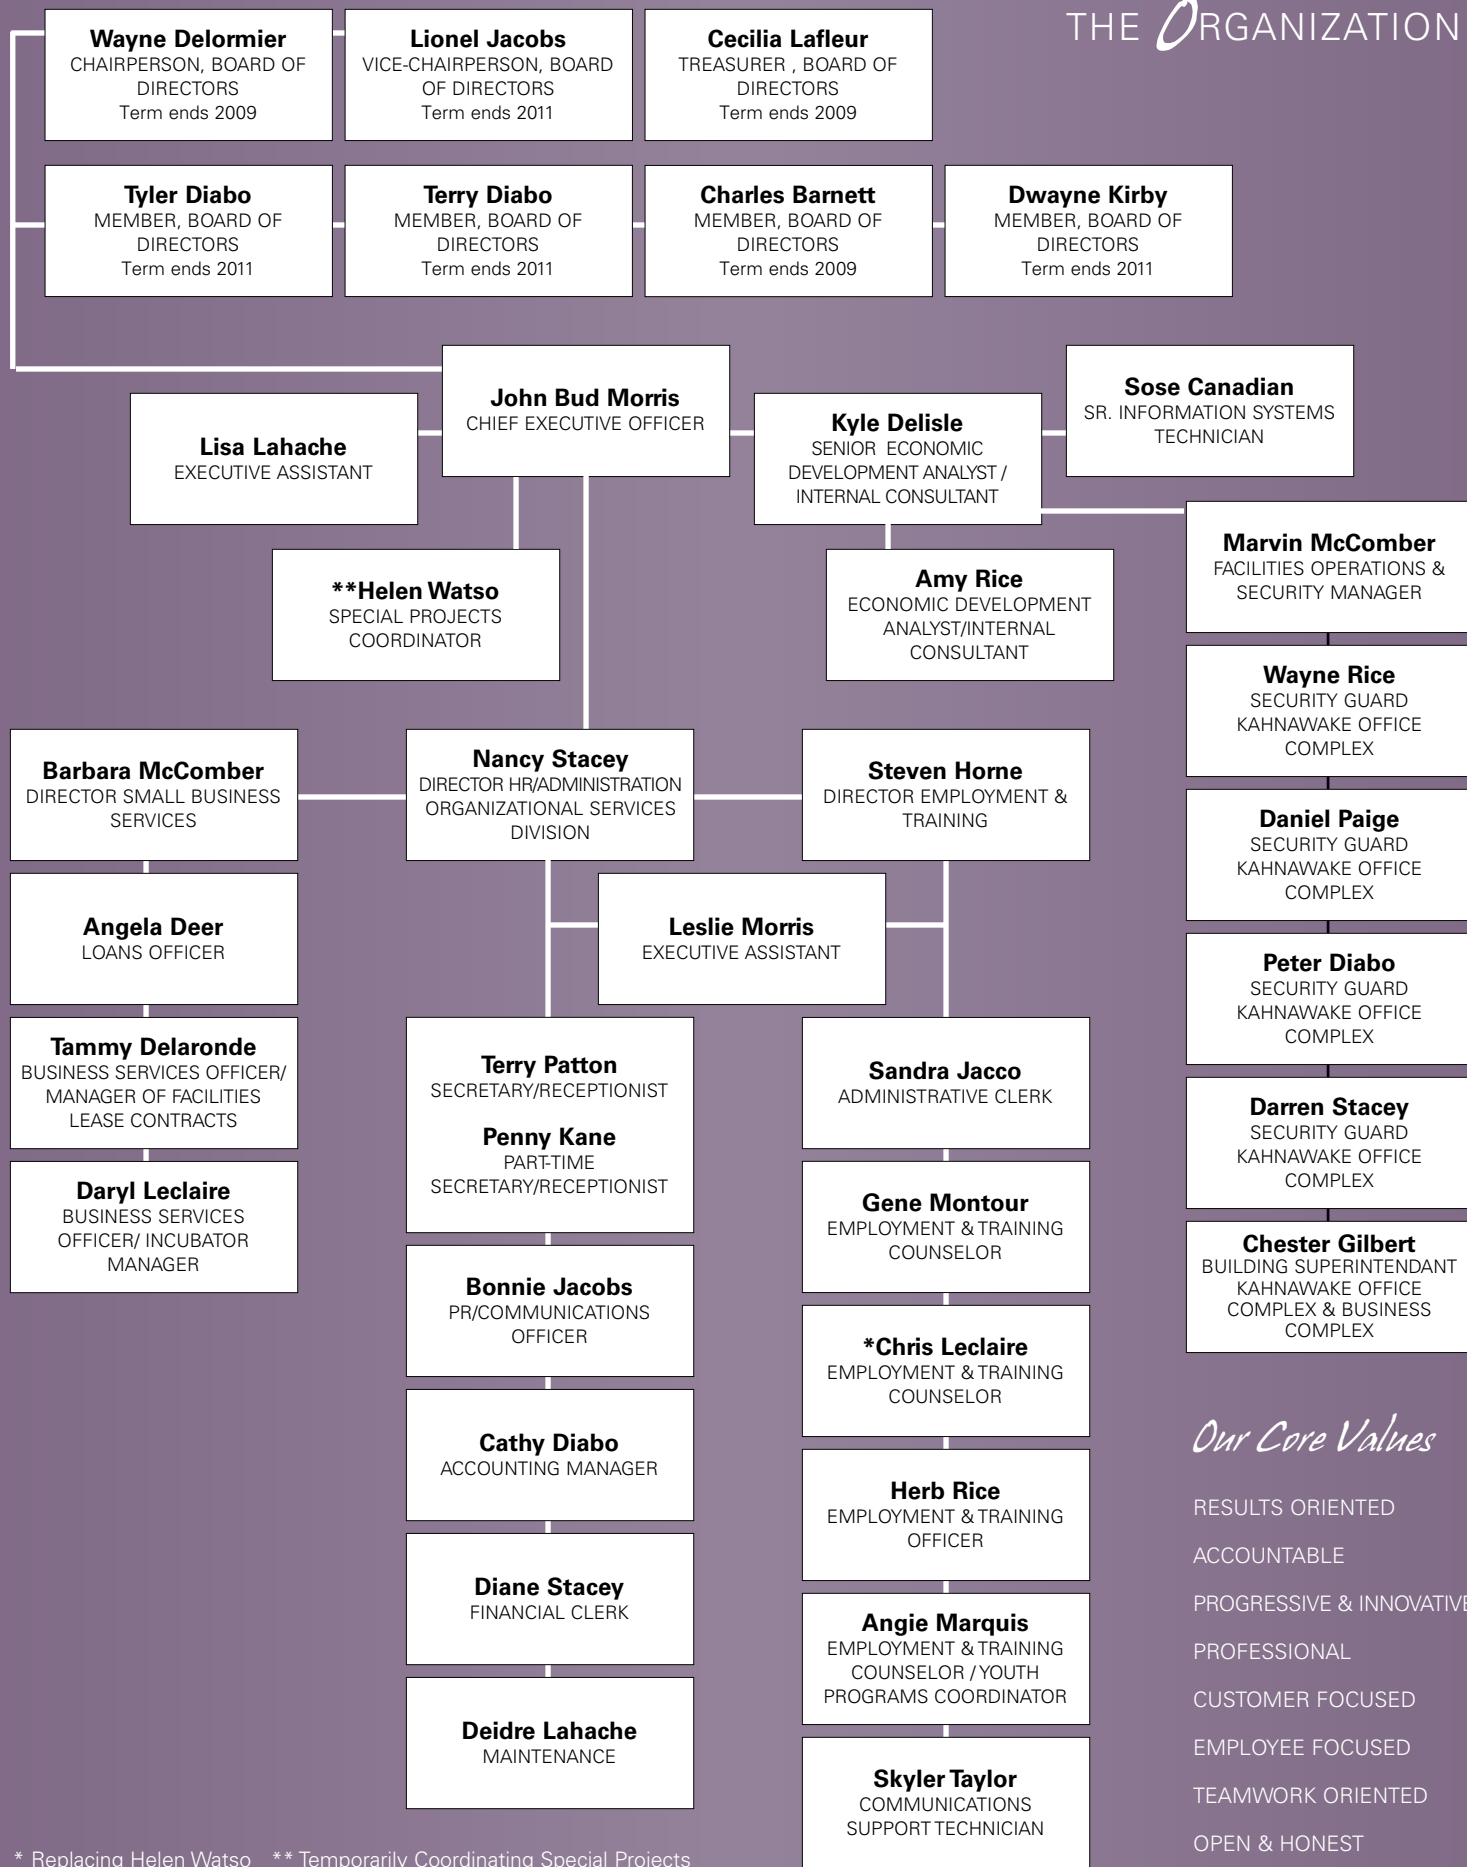 THE ORGANIZATION
Wayne Delormier
CHAIRPERSON, BOARD OF
DIRECTORS
Term ends 2009
Lionel Jacobs
VICE-CHAIRPERSON, BOARD
OF DIRECTORS
Term ends 2011
Cecilia Lafleur
TREASURER , BOARD OF
DIRECTORS
Term ends 2009
Tyler Diabo
MEMBER, BOARD OF
DIRECTORS
Term ends 2011
Terry Diabo
MEMBER, BOARD OF
DIRECTORS
Term ends 2011
Charles Barnett
MEMBER, BOARD OF
DIRECTORS
Term ends 2009
Dwayne Kirby
MEMBER, BOARD OF
DIRECTORS
Term ends 2011
John Bud Morris
CHIEF EXECUTIVE OFFICER
Lisa Lahache
EXECUTIVE ASSISTANT
Kyle Delisle
SENIOR ECONOMIC
DEVELOPMENT ANALYST /
INTERNAL CONSULTANT
Sose Canadian
SR. INFORMATION SYSTEMS
TECHNICIAN
**Helen Watso
SPECIAL PROJECTS
COORDINATOR
Amy Rice
ECONOMIC DEVELOPMENT
ANALYST/INTERNAL
CONSULTANT
Marvin McComber
FACILITIES OPERATIONS &
SECURITY MANAGER
Wayne Rice
SECURITY GUARD
KAHNAWAKE OFFICE
COMPLEX
Daniel Paige
SECURITY GUARD
KAHNAWAKE OFFICE
COMPLEX
Peter Diabo
SECURITY GUARD
KAHNAWAKE OFFICE
COMPLEX
Darren Stacey
SECURITY GUARD
KAHNAWAKE OFFICE
COMPLEX
Chester Gilbert
BUILDING SUPERINTENDANT
KAHNAWAKE OFFICE
COMPLEX & BUSINESS
COMPLEX
Barbara McComber
DIRECTOR SMALL BUSINESS
SERVICES
Angela Deer
LOANS OFFICER
Tammy Delaronde
BUSINESS SERVICES OFFICER/
MANAGER OF FACILITIES
LEASE CONTRACTS
Daryl Leclaire
BUSINESS SERVICES
OFFICER/ INCUBATOR
MANAGER
Nancy Stacey
DIRECTOR HR/ADMINISTRATION
ORGANIZATIONAL SERVICES
DIVISION
Steven Horne
DIRECTOR EMPLOYMENT &
TRAINING
Leslie Morris
EXECUTIVE ASSISTANT
Terry Patton
SECRETARY/RECEPTIONIST
Penny Kane
PART-TIME
SECRETARY/RECEPTIONIST
Bonnie Jacobs
PR/COMMUNICATIONS
OFFICER
Cathy Diabo
ACCOUNTING MANAGER
Diane Stacey
FINANCIAL CLERK
Deidre Lahache
MAINTENANCE
Sandra Jacco
ADMINISTRATIVE CLERK
Gene Montour
EMPLOYMENT & TRAINING
COUNSELOR
*Chris Leclaire
EMPLOYMENT & TRAINING
COUNSELOR
Herb Rice
EMPLOYMENT & TRAINING
OFFICER
Angie Marquis
EMPLOYMENT & TRAINING
COUNSELOR / YOUTH
PROGRAMS COORDINATOR
Skyler Taylor
COMMUNICATIONS
SUPPORT TECHNICIAN
Our Core Values
RESULTS ORIENTED
ACCOUNTABLE
PROGRESSIVE & INNOVATIVE
PROFESSIONAL
CUSTOMER FOCUSED
EMPLOYEE FOCUSED
TEAMWORK ORIENTED
OPEN & HONEST
* Replacing Helen Watso ** Temporarily Coordinating Special Projects